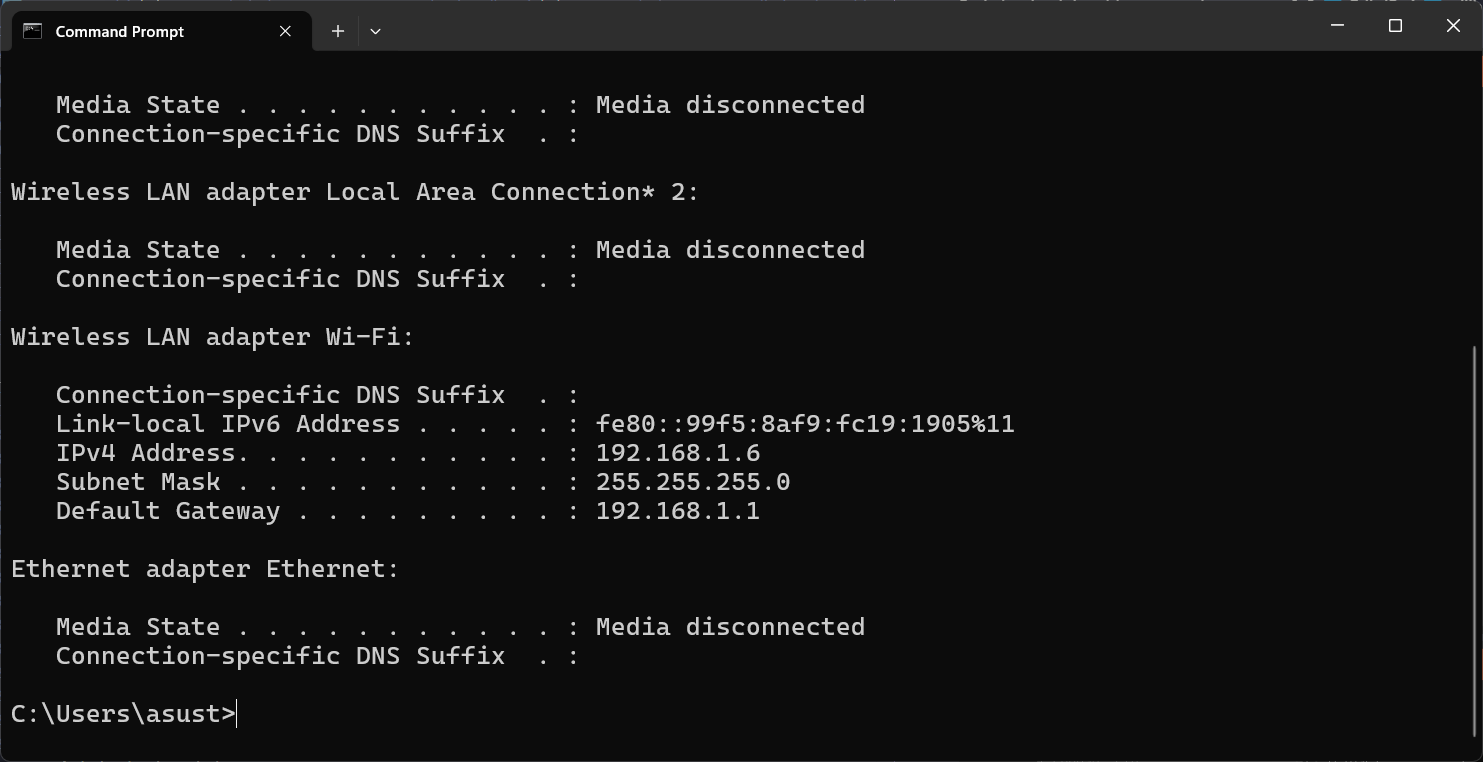 Command Prompt
Media State . . . . . . . . . . . : Media disconnected
Connection-specific DNS Suffix  . :
Wireless LAN adapter Local Area Connection* 2:
Media State . . . . . . . . . . . : Media disconnected
Connection-specific DNS Suffix  . :
Wireless LAN adapter Wi-Fi:
Connection-specific DNS Suffix  . :
Link-local IPv6 Address . . . . . : fe80::99f5:8af9:fc19:1905%11
IPv4 Address. . . . . . . . . . . : 192.168.1.6
Subnet Mask . . . . . . . . . . . : 255.255.255.0
Default Gateway . . . . . . . . . : 192.168.1.1
Ethernet adapter Ethernet:
Media State . . . . . . . . . . . : Media disconnected
Connection-specific DNS Suffix  . :
C:\Users\asust>